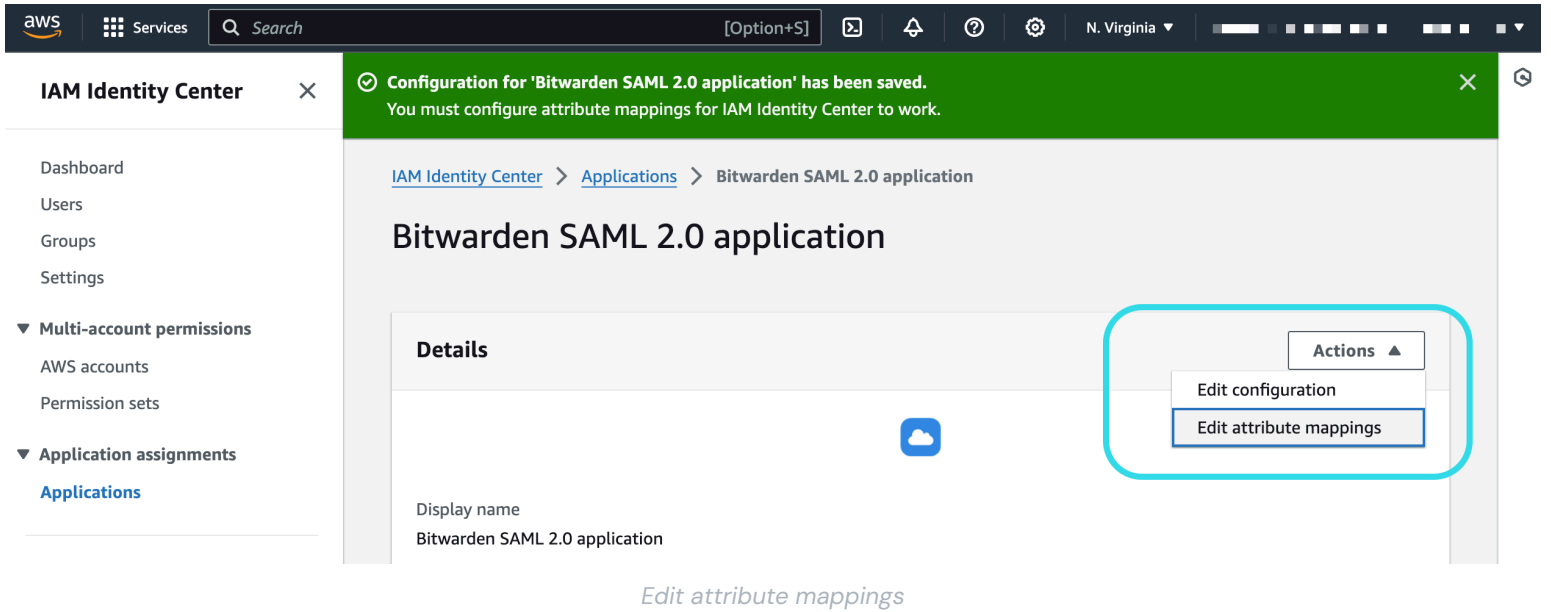 aws
Services
Search
[Option+S]
N. Virginia
IAM Identity Center
Configuration for 'Bitwarden SAML 2.0 application' has been saved.
You must configure attribute mappings for IAM Identity Center to work.
Dashboard
Users
Groups
Settings
Multi-account permissions
AWS accounts
Permission sets
Application assignments
Applications
IAM Identity Center > Applications > Bitwarden SAML 2.0 application
Bitwarden SAML 2.0 application
Details
Actions
Edit configuration
Edit attribute mappings
Display name
Bitwarden SAML 2.0 application
Edit attribute mappings